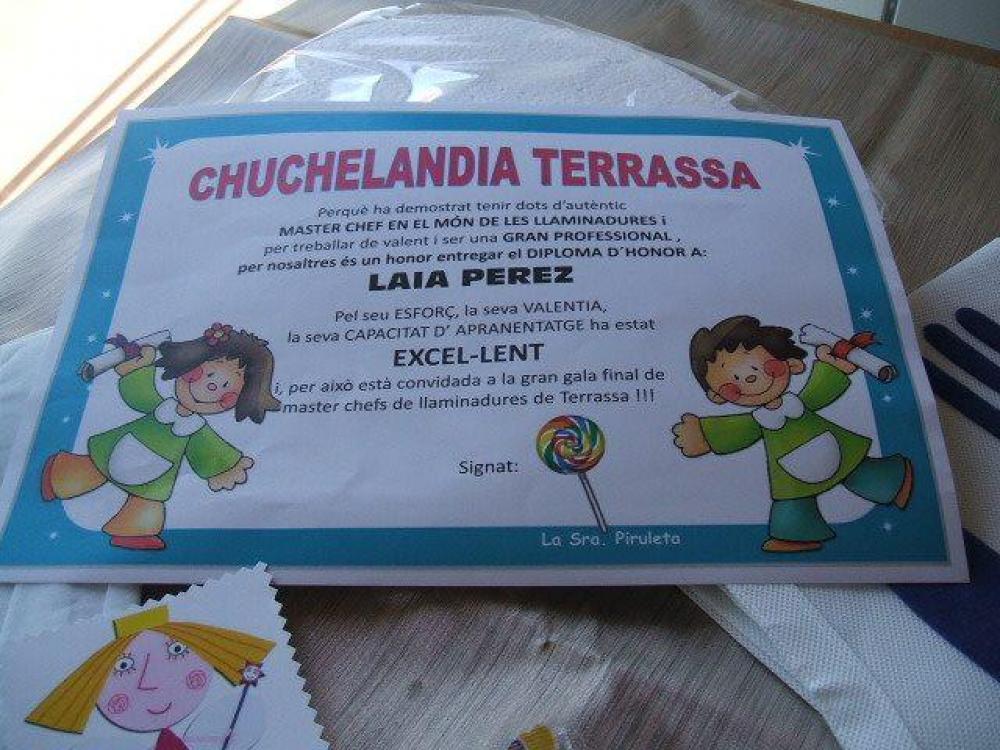 CHUCHELANDIA TERRASSA
Perquè ha demostrat tenir dots d'autèntic
MASTER CHEF EN EL MÓN DE LES LLAMINADURES i
per treballar de valent i ser una GRAN PROFESSIONAL ,
per nosaltres és un honor entregar el DIPLOMA D´HONOR A:
LAIA PEREZ
Pel seu ESFORÇ, la seva VALENTIA,
la seva CAPACITAT D' APRANENTATGE ha estat
EXCEL-LENT
i, per això està convidada a la gran gala final de
master chefs de llaminadures de Terrassa !!!
Signat:
La Sra. Piruleta